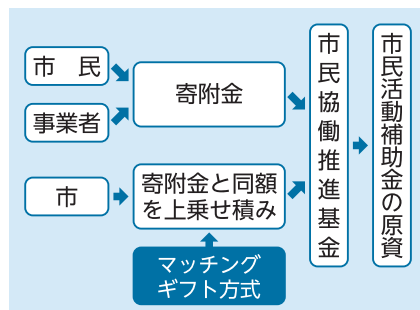 市　民
事業者
寄附金
市
寄附金と同額
を上乗せ積み
マッチング
ギフト方式
市民協働推進基金
市民活動補助金の原資